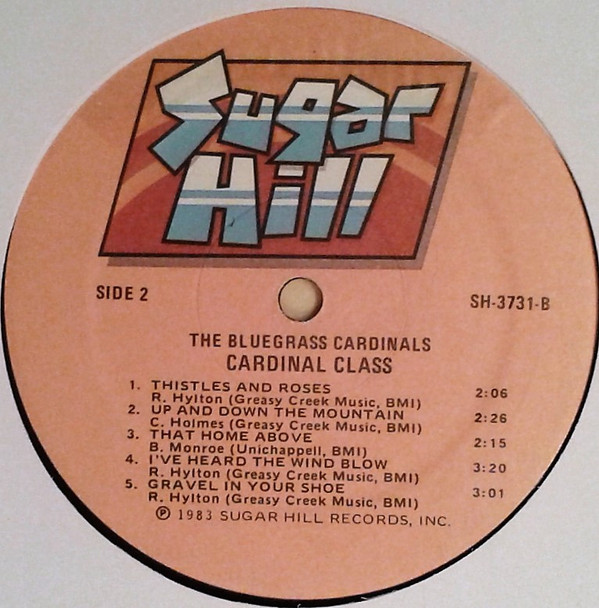 Sugar
Hill
SIDE 2
SH-3731-B
THE BLUEGRASS CARDINALS
CARDINAL CLASS
1. THISTLES AND ROSES
R. Hylton (Greasy Creek Music, BMI) 2:06
2. UP AND DOWN THE MOUNTAIN
C. Holmes (Greasy Creek Music, BMI) 2:26
3. THAT HOME ABOVE
B. Monroe (Unichappell, BMI) 2:15
4. I'VE HEARD THE WIND BLOW
R. Hylton (Greasy Creek Music, BMI) 3:20
5. GRAVEL IN YOUR SHOE
R. Hylton (Greasy Creek Music, BMI) 3:01
℗ 1983 SUGAR HILL RECORDS, INC.